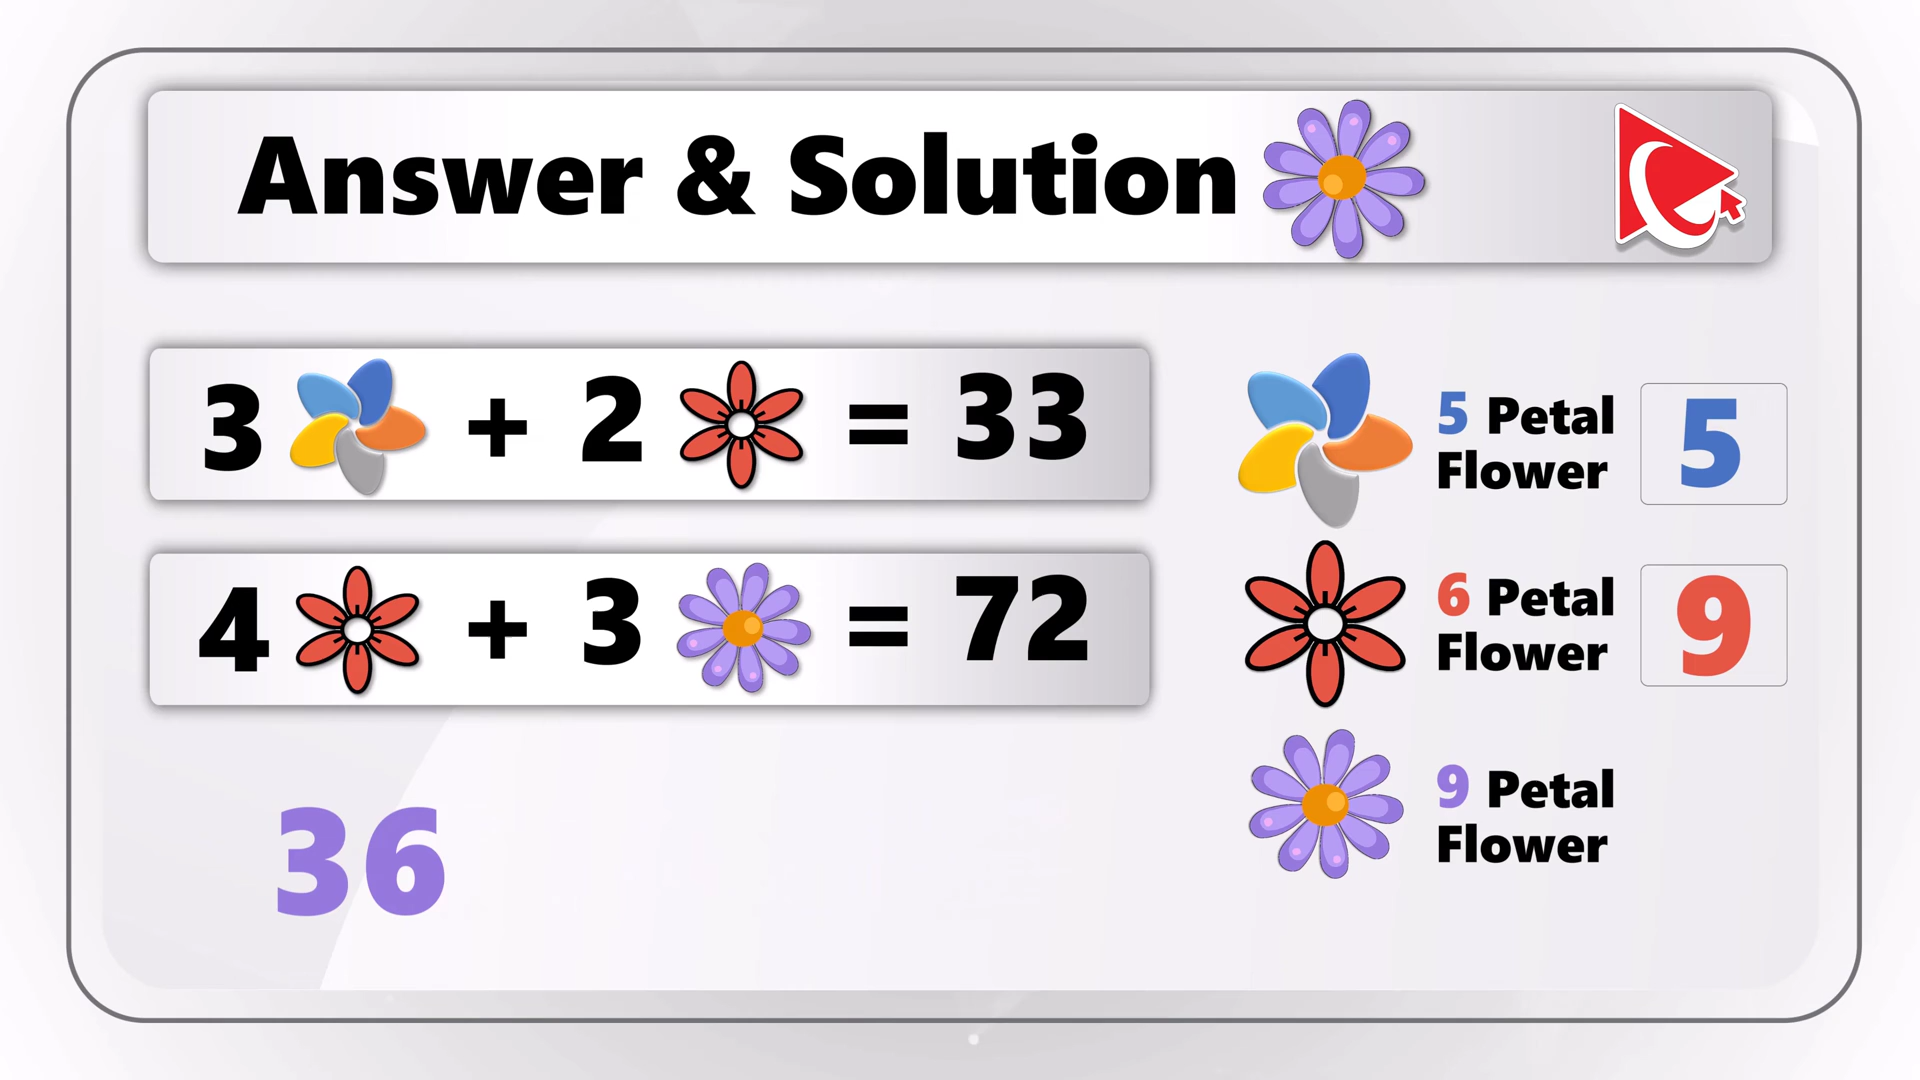 Answer & Solution
3 + 2 = 33
4 + 3 = 72
36
5 Petal
Flower
5
6 Petal
Flower
9
9 Petal
Flower